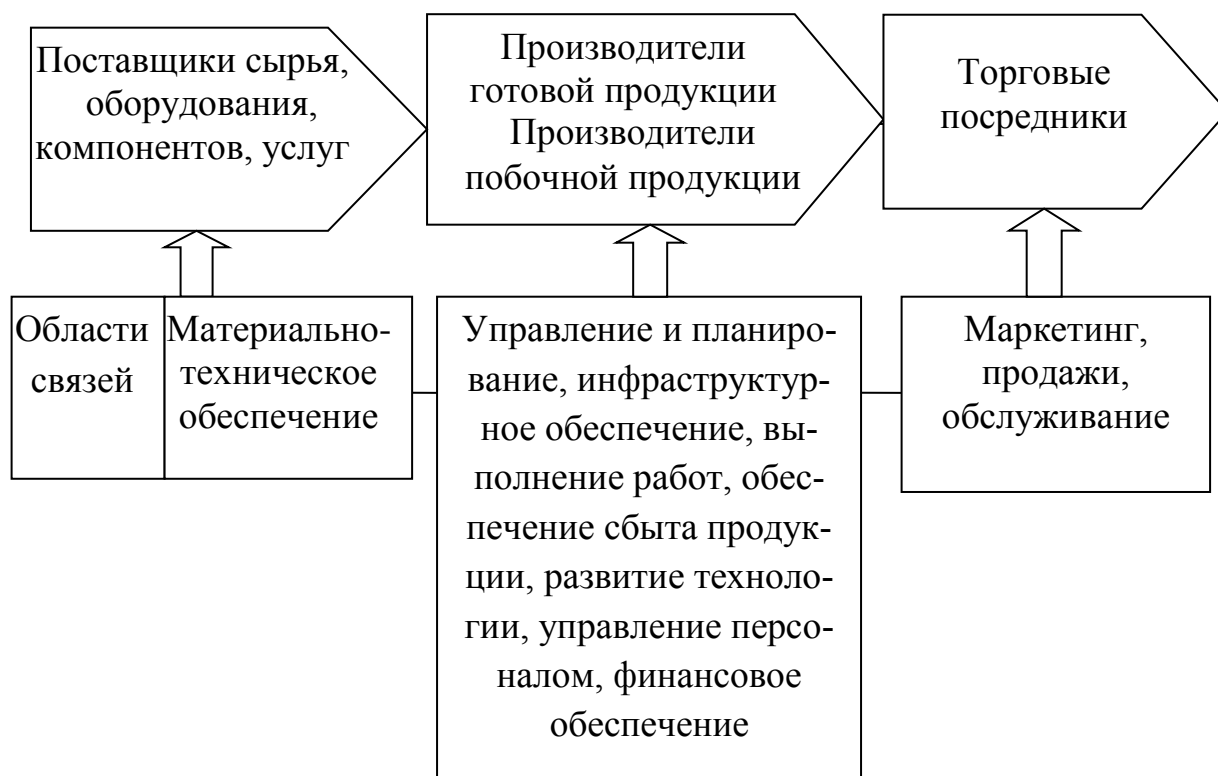 Поставщики сырья,
оборудования,
компонентов, услуг
Производители
готовой продукции
Производители
побочной продукции
Торговые
посредники
Области
связей
Материально-
техническое
обеспечение
Управление и планиро-
вание, инфраструктур-
ное обеспечение, вы-
полнение работ, обес-
печение сбыта продук-
ции, развитие техноло-
гии, управление персо-
налом, финансовое
обеспечение
Маркетинг,
продажи,
обслуживание